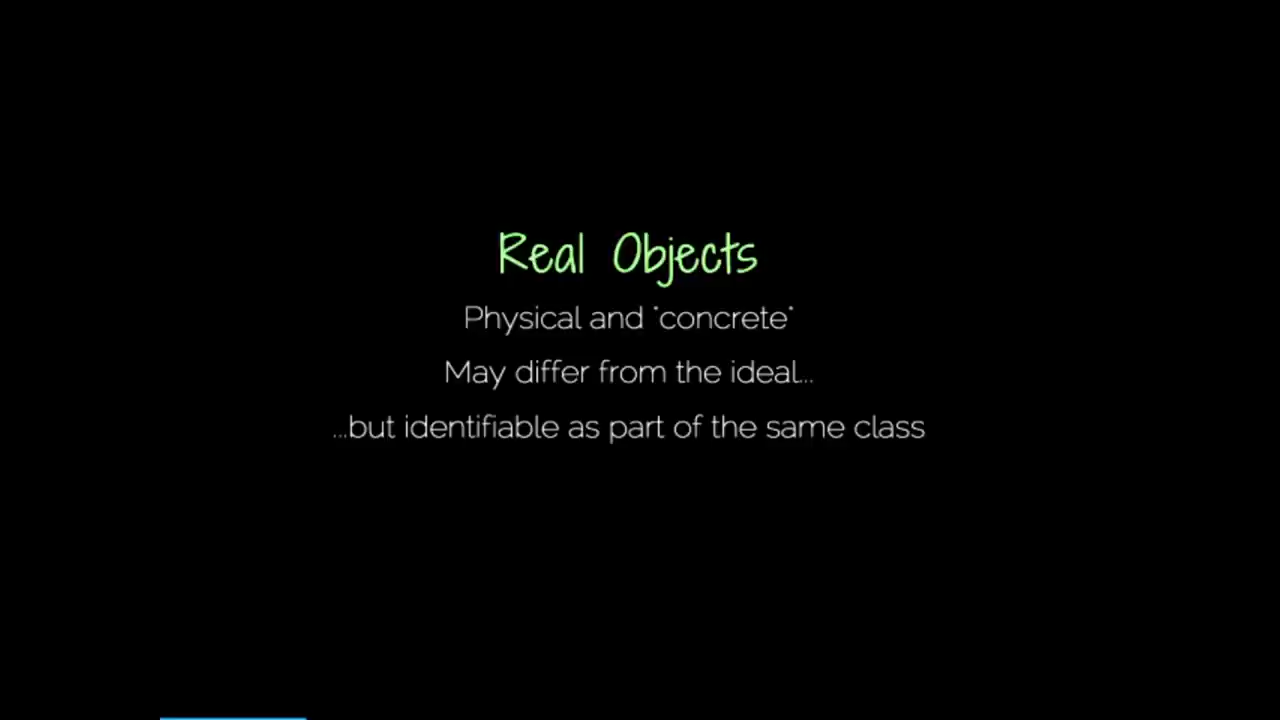 Real Objects
Physical and "concrete"
May differ from the ideal...
...but identifiable as part of the same class